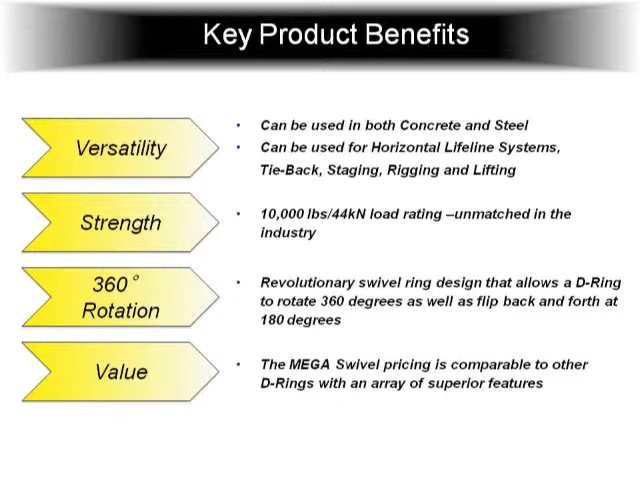 Key Product Benefits
Versatility
• Can be used in both Concrete and Steel
• Can be used for Horizontal Lifeline Systems,
Tie-Back, Staging, Rigging and Lifting
Strength
• 10,000 lbs/44kN load rating –unmatched in the
industry
360°
Rotation
• Revolutionary swivel ring design that allows a D-Ring
to rotate 360 degrees as well as flip back and forth at
180 degrees
Value
• The MEGA Swivel pricing is comparable to other
D-Rings with an array of superior features